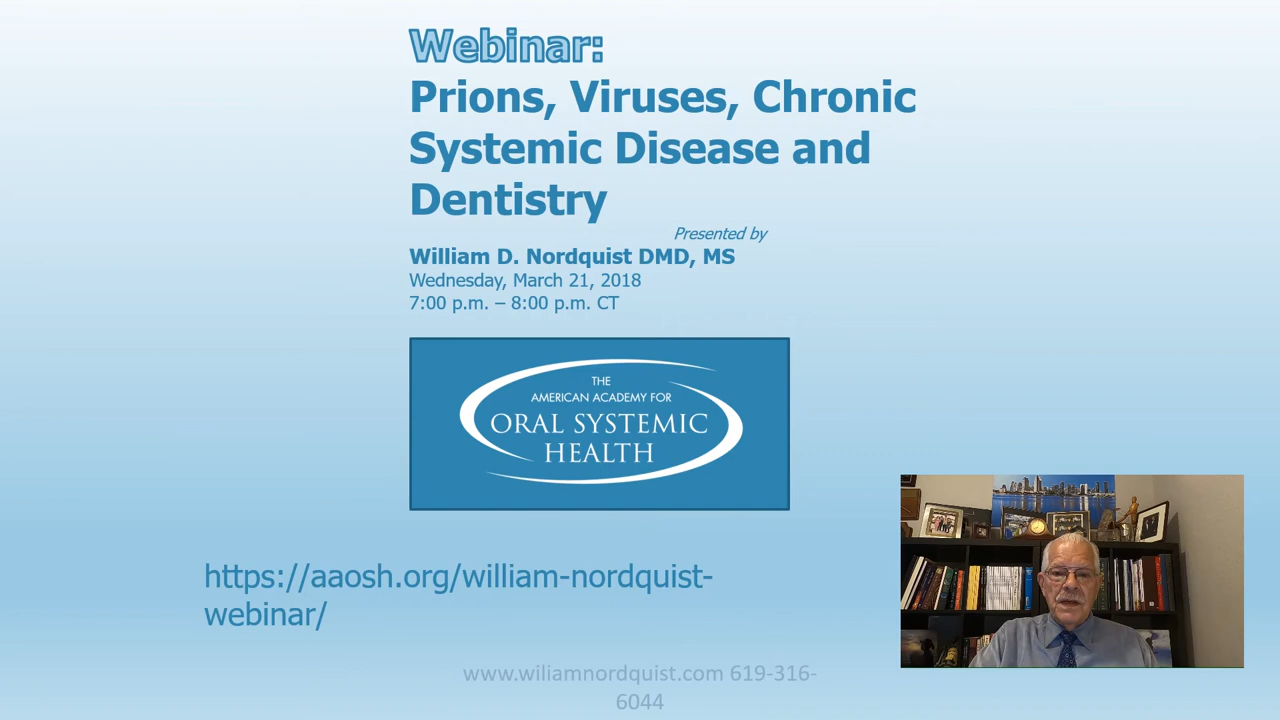 Webinar:
Prions, Viruses, Chronic
Systemic Disease and
Dentistry
Presented by
William D. Nordquist DMD, MS
Wednesday, March 21, 2018
7:00 p.m. – 8:00 p.m. CT
THE
AMERICAN ACADEMY FOR
ORAL SYSTEMIC
HEALTH
https://aaosh.org/william-nordquist-
webinar/
www.wiliamnordquist.com 619-316-
6044